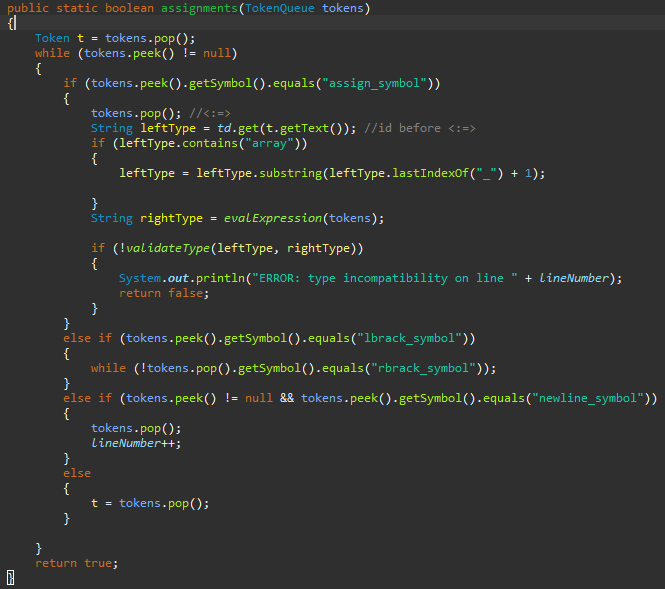 public static boolean assignments(TokenQueue tokens)
{
    Token t = tokens.pop();
    while (tokens.peek() != null)
    {
        if (tokens.peek().getSymbol().equals("assign_symbol"))
        {
            tokens.pop(); //<:=>
            String leftType = td.get(t.getText()); //id before <:=>
            if (leftType.contains("array"))
            {
                leftType = leftType.substring(leftType.lastIndexOf("_") + 1);

            }
            String rightType = evalExpression(tokens);

            if (!validateType(leftType, rightType))
            {
                System.out.println("ERROR: type incompatibility on line " + lineNumber);
                return false;
            }
        }
        else if (tokens.peek().getSymbol().equals("lbrack_symbol"))
        {
            while (!tokens.pop().getSymbol().equals("rbrack_symbol"));
        }
        else if (tokens.peek() != null && tokens.peek().getSymbol().equals("newline_symbol"))
        {
            tokens.pop();
            lineNumber++;
        }
        else
        {
            t = tokens.pop();
        }

    }
    return true;
}